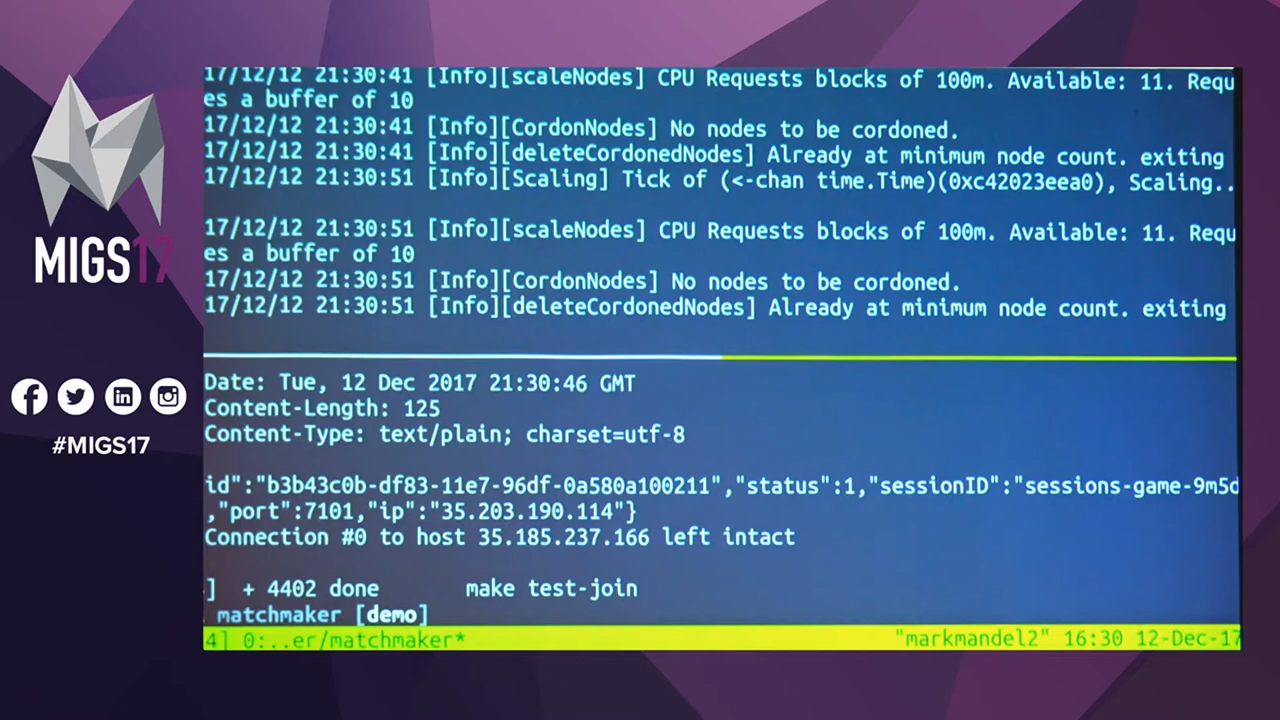 MIGS17
#MIGS17
17/12/12 21:30:41 [Info][scaleNodes] CPU Requests blocks of 100m. Available: 11. Requ
es a buffer of 10
17/12/12 21:30:41 [Info][CordonNodes] No nodes to be cordoned.
17/12/12 21:30:41 [Info][deleteCordonedNodes] Already at minimum node count. exiting
17/12/12 21:30:51 [Info][Scaling] Tick of (<-chan time.Time)(0xc42023eea0), Scaling..
17/12/12 21:30:51 [Info][scaleNodes] CPU Requests blocks of 100m. Available: 11. Requ
es a buffer of 10
17/12/12 21:30:51 [Info][CordonNodes] No nodes to be cordoned.
17/12/12 21:30:51 [Info][deleteCordonedNodes] Already at minimum node count. exiting
Date: Tue, 12 Dec 2017 21:30:46 GMT
Content-Length: 125
Content-Type: text/plain; charset=utf-8
id":"b3b43c0b-df83-11e7-96df-0a580a100211","status":1,"sessionID":"sessions-game-9m5d
,"port":7101,"ip":"35.203.190.114"}
Connection #0 to host 35.185.237.166 left intact
] + 4402 done make test-join
matchmaker [demo]
4] 0:..er/matchmaker* "markmandel2" 16:30 12-Dec-17